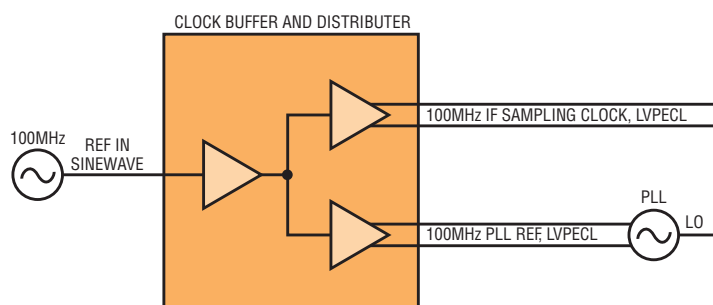 CLOCK BUFFER AND DISTRIBUTER
100MHz
REF IN
SINEWAVE
100MHz IF SAMPLING CLOCK, LVPECL
100MHz PLL REF, LVPECL
PLL
LO